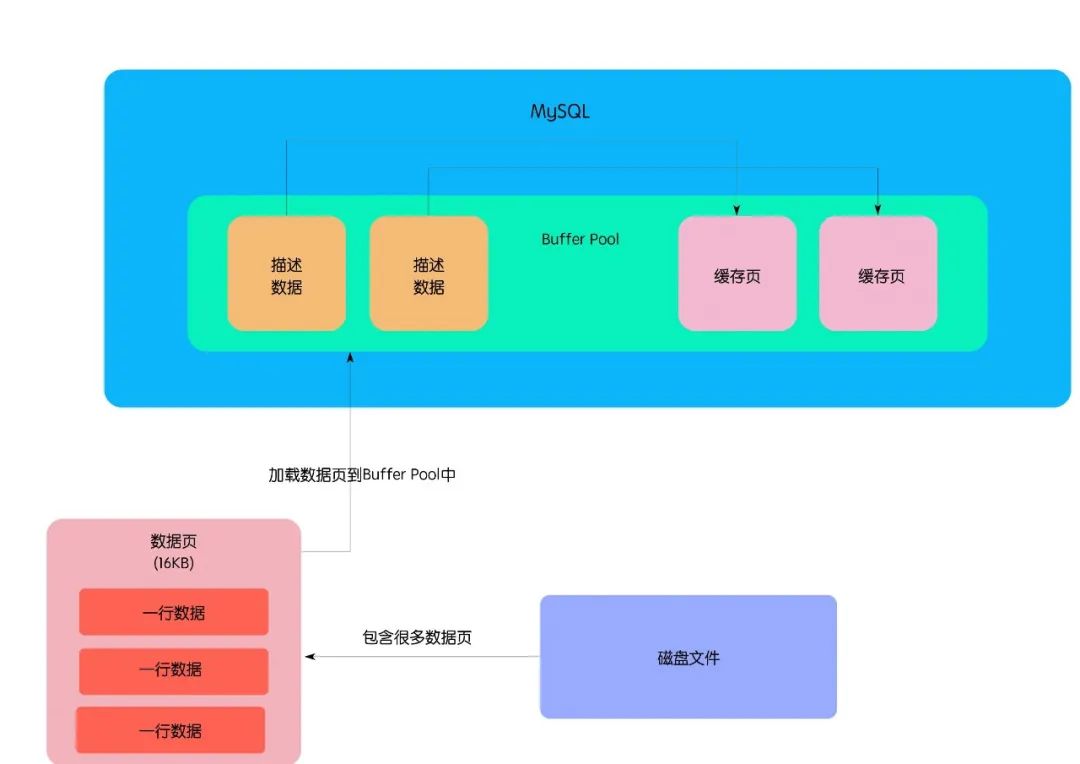 MySQL
Buffer Pool
描述
数据
描述
数据
缓存页
缓存页
加载数据页到Buffer Pool中
数据页
(16KB)
一行数据
一行数据
一行数据
包含很多数据页
磁盘文件